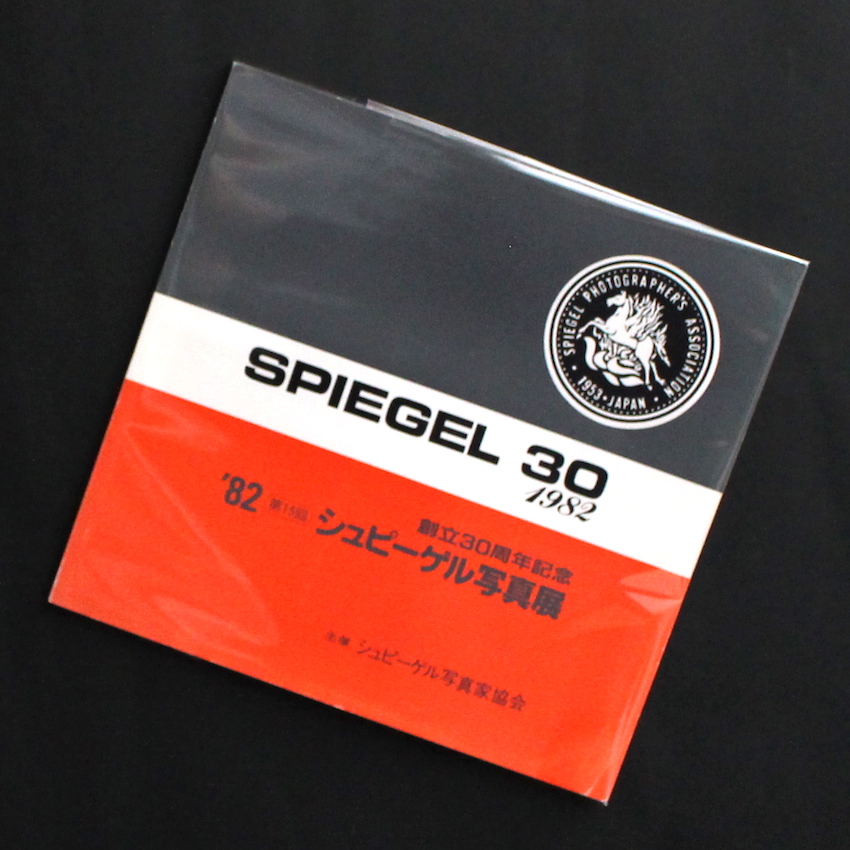 SPIEGEL PHOTOGRAPHER'S ASSOCIATION
・1953・JAPAN・
SPIEGEL 30
1982
創立30周年記念
'82 第15回 シュピーゲル写真展
主催 シュピーゲル写真家協会